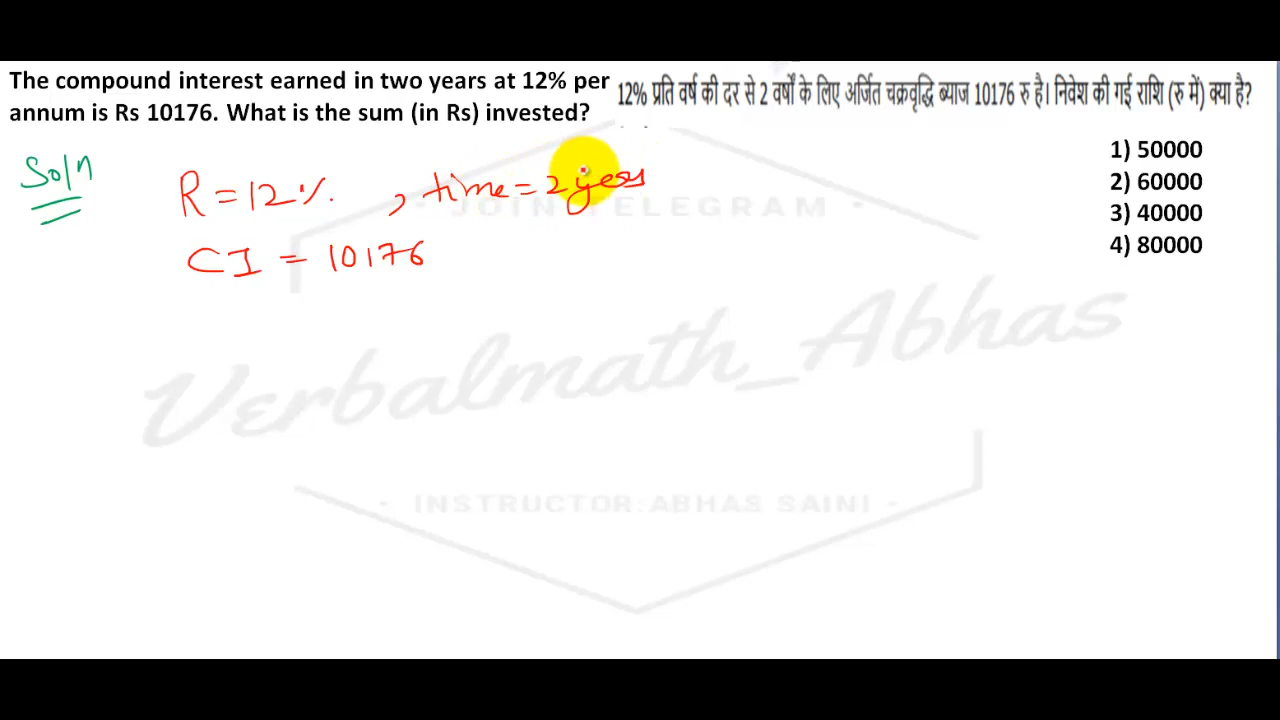 The compound interest earned in two years at 12% per
annum is Rs 10176. What is the sum (in Rs) invested?
12% प्रति वर्ष की दर से 2 वर्षों के लिए अर्जित चक्रवृद्धि ब्याज 10176 रु है। निवेश की गई राशि (रु में) क्या है?
1) 50000
2) 60000
3) 40000
4) 80000
Soln
R = 12% , time = 2 years
CI = 10176
- JOIN TELEGRAM -
Verbalmath_Abhas
- INSTRUCTOR:ABHAS SAINI -